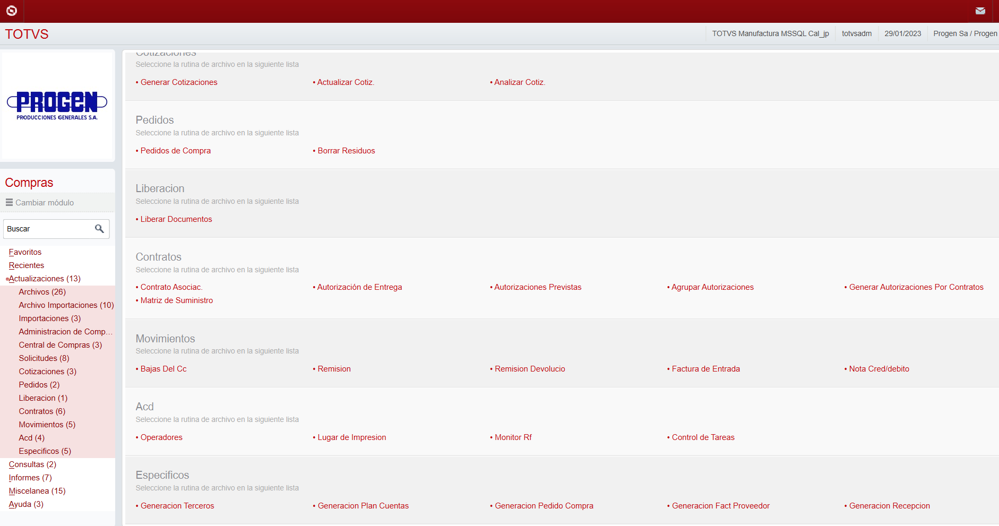 TOTVS
TOTVS Manufactura MSSQL Cal_jp
totvsadm
29/01/2023
Progen Sa / Progen
PROGEN
PRODUCCIONES GENERALES S.A.
Compras
Cambiar módulo
Buscar
Favoritos
Recientes
Actualizaciones (13)
Archivos (26)
Archivo Importaciones (10)
Importaciones (3)
Administracion de Comp...
Central de Compras (3)
Solicitudes (8)
Cotizaciones (3)
Pedidos (2)
Liberacion (1)
Contratos (6)
Movimientos (5)
Acd (4)
Especificos (5)
Consultas (2)
Informes (7)
Miscelanea (15)
Ayuda (3)
Cotizaciones
Seleccione la rutina de archivo en la siguiente lista
• Generar Cotizaciones
• Actualizar Cotiz.
• Analizar Cotiz.
Pedidos
Seleccione la rutina de archivo en la siguiente lista
• Pedidos de Compra
• Borrar Residuos
Liberacion
Seleccione la rutina de archivo en la siguiente lista
• Liberar Documentos
Contratos
Seleccione la rutina de archivo en la siguiente lista
• Contrato Asociac.
• Autorización de Entrega
• Autorizaciones Previstas
• Agrupar Autorizaciones
• Generar Autorizaciones Por Contratos
• Matriz de Suministro
Movimientos
Seleccione la rutina de archivo en la siguiente lista
• Bajas Del Cc
• Remision
• Remision Devolucio
• Factura de Entrada
• Nota Cred/debito
Acd
Seleccione la rutina de archivo en la siguiente lista
• Operadores
• Lugar de Impresion
• Monitor Rf
• Control de Tareas
Especificos
Seleccione la rutina de archivo en la siguiente lista
• Generacion Terceros
• Generacion Plan Cuentas
• Generacion Pedido Compra
• Generacion Fact Proveedor
• Generacion Recepcion